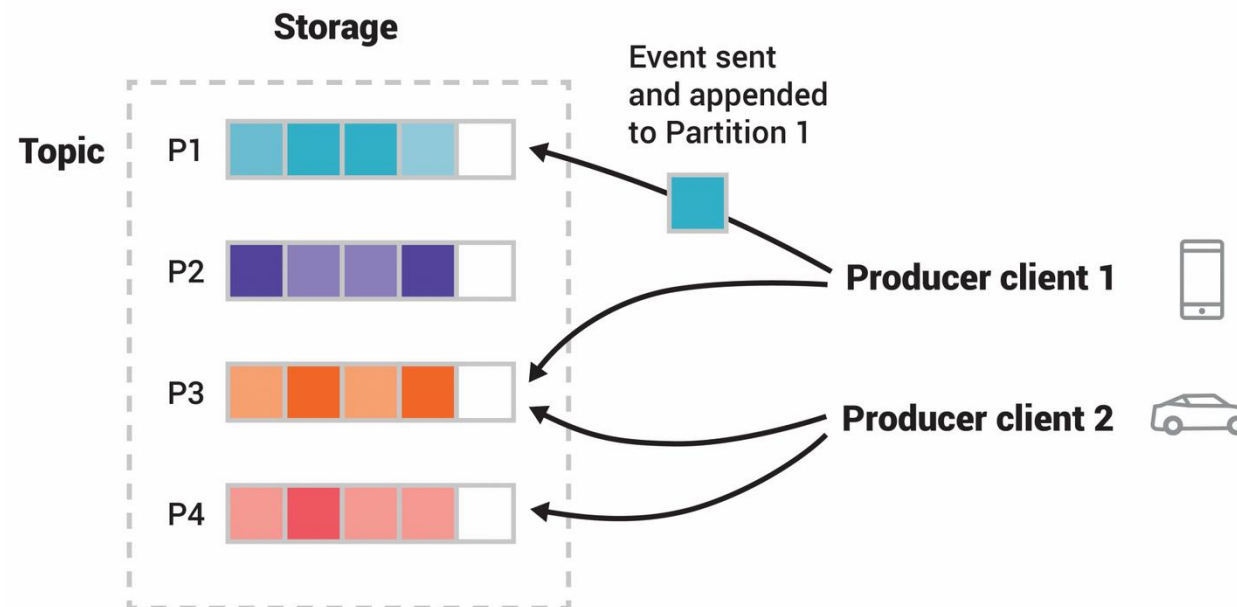 Storage
Event sent
and appended
to Partition 1
Topic
P1
P2
Producer client 1
P3
Producer client 2
P4